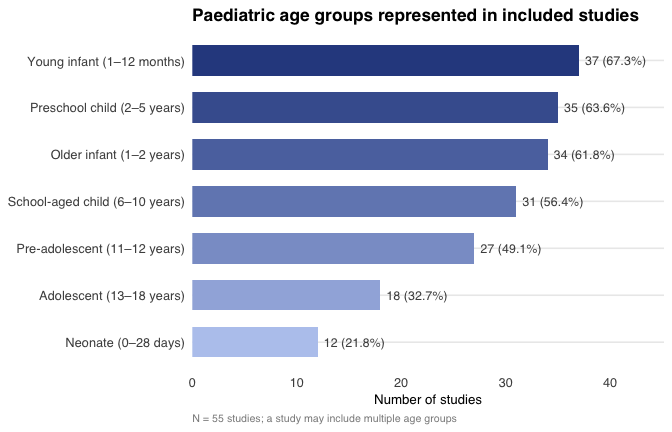 Paediatric age groups represented in included studies
Young infant (1–12 months) 37 (67.3%)
Preschool child (2–5 years) 35 (63.6%)
Older infant (1–2 years) 34 (61.8%)
School-aged child (6–10 years) 31 (56.4%)
Pre-adolescent (11–12 years) 27 (49.1%)
Adolescent (13–18 years) 18 (32.7%)
Neonate (0–28 days) 12 (21.8%)
0 10 20 30 40
Number of studies
N = 55 studies; a study may include multiple age groups